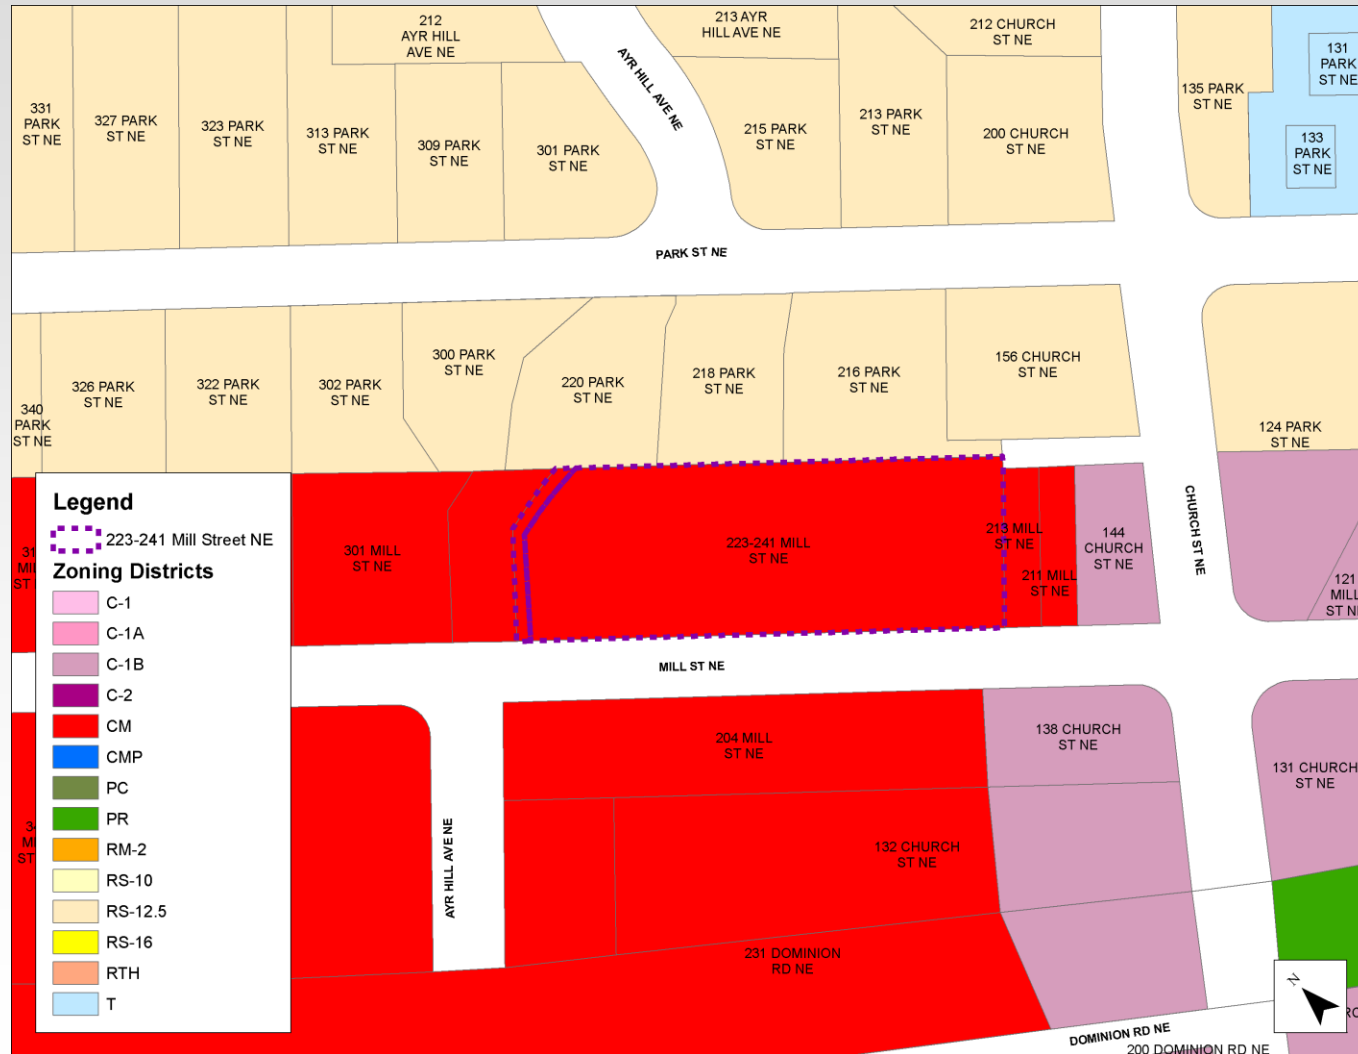 212
AYR HILL
AVE NE
213 AYR
HILL AVE NE
212 CHURCH
ST NE
131
PARK
ST NE
AYR HILL AVE NE
331
PARK
ST NE
327 PARK
ST NE
323 PARK
ST NE
313 PARK
ST NE
309 PARK
ST NE
301 PARK
ST NE
215 PARK
ST NE
213 PARK
ST NE
200 CHURCH
ST NE
135 PARK
ST NE
133
PARK
ST NE
PARK ST NE
340
PARK
ST NE
326 PARK
ST NE
322 PARK
ST NE
302 PARK
ST NE
300 PARK
ST NE
220 PARK
ST NE
218 PARK
ST NE
216 PARK
ST NE
156 CHURCH
ST NE
124 PARK
ST NE
301 MILL
ST NE
223-241 MILL
ST NE
213 MILL
ST NE
211 MILL
ST NE
144
CHURCH
ST NE
CHURCH ST NE
121
MILL
ST NE
MILL ST NE
204 MILL
ST NE
138 CHURCH
ST NE
131 CHURCH
ST NE
AYR HILL AVE NE
132 CHURCH
ST NE
231 DOMINION
RD NE
DOMINION RD NE
200 DOMINION RD NE
N
Legend
223-241 Mill Street NE
Zoning Districts
C-1
C-1A
C-1B
C-2
CM
CMP
PC
PR
RM-2
RS-10
RS-12.5
RS-16
RTH
T